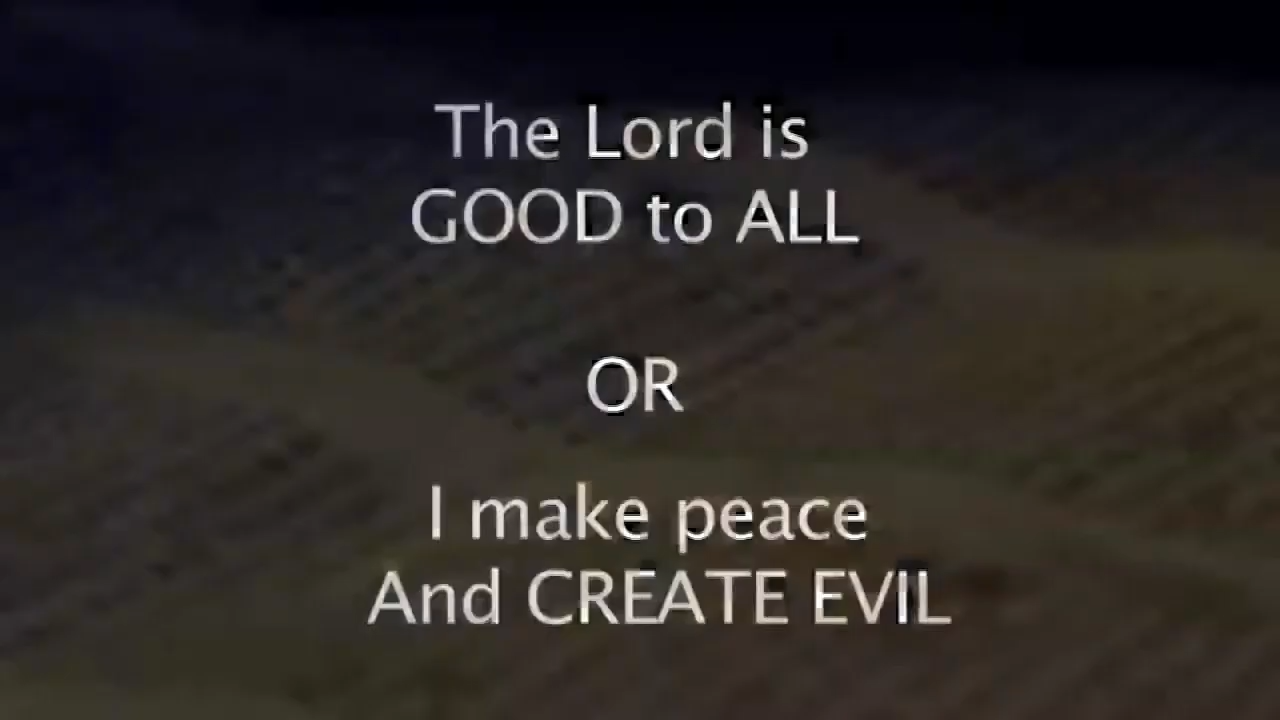 The Lord is
GOOD to ALL
OR
I make peace
And CREATE EVIL